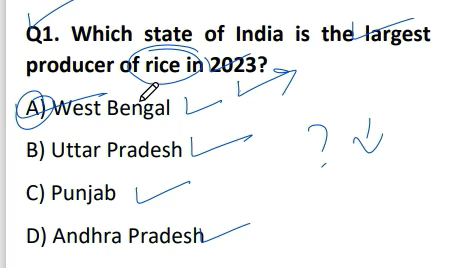 Q1. Which state of India is the largest
producer of rice in 2023?
A) West Bengal
B) Uttar Pradesh
?
C) Punjab
D) Andhra Pradesh